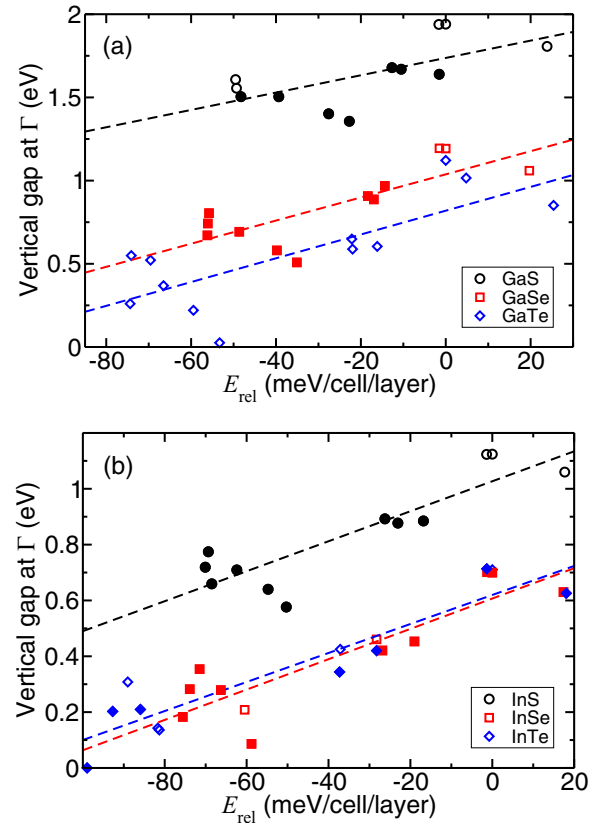 (a)
Vertical gap at Γ (eV)
2
1.5
1
0.5
0
GaS
GaSe
GaTe
-80 -60 -40 -20 0 20
E_rel (meV/cell/layer)
(b)
Vertical gap at Γ (eV)
1
0.8
0.6
0.4
0.2
0
InS
InSe
InTe
-80 -60 -40 -20 0 20
E_rel (meV/cell/layer)